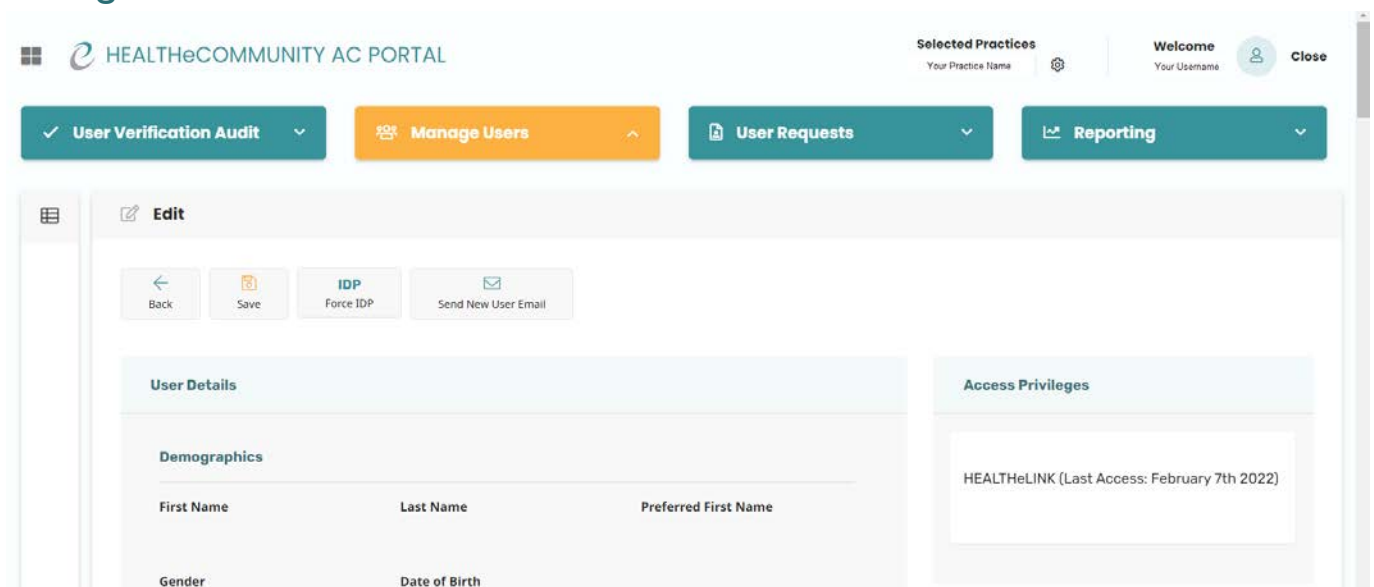 HEALTHeCOMMUNITY AC PORTAL
Selected Practices
Your Practice Name
Welcome
Your Username
Close
User Verification Audit
Manage Users
User Requests
Reporting
Edit
Back
Save
IDP
Force IDP
Send New User Email
User Details
Access Privileges
Demographics
HEALTHeLINK (Last Access: February 7th 2022)
First Name
Last Name
Preferred First Name
Gender
Date of Birth